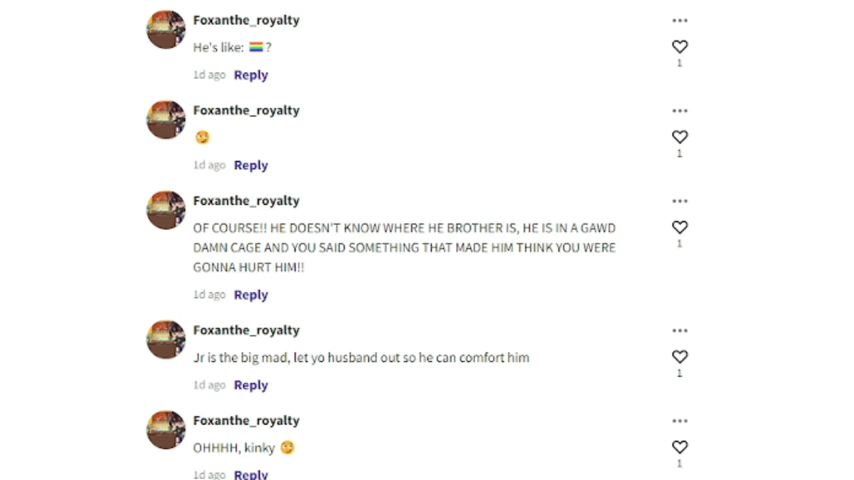 Foxanthe_royalty
He's like: 🏳️‍🌈?
1
1d ago Reply
Foxanthe_royalty
🥴
1
1d ago Reply
Foxanthe_royalty
OF COURSE!! HE DOESN'T KNOW WHERE HE BROTHER IS, HE IS IN A GAWD
DAMN CAGE AND YOU SAID SOMETHING THAT MADE HIM THINK YOU WERE
1
GONNA HURT HIM!!
1d ago Reply
Foxanthe_royalty
Jr is the big mad, let yo husband out so he can comfort him
1
1d ago Reply
Foxanthe_royalty
OHHHH, kinky 🥴
1
1d ago Reply